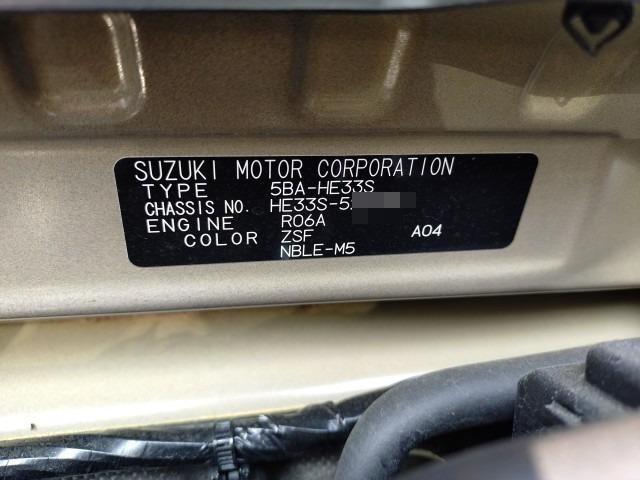 SUZUKI MOTOR CORPORATION
TYPE 5BA-HE33S
CHASSIS NO. HE33S-5
ENGINE R06A
COLOR ZSF A04
NBLE-M5